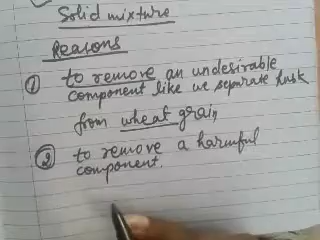 Solid mixture
Reasons
① to remove an undesirable
component like we separate husk
from wheat grain
② to remove a harmful
component.